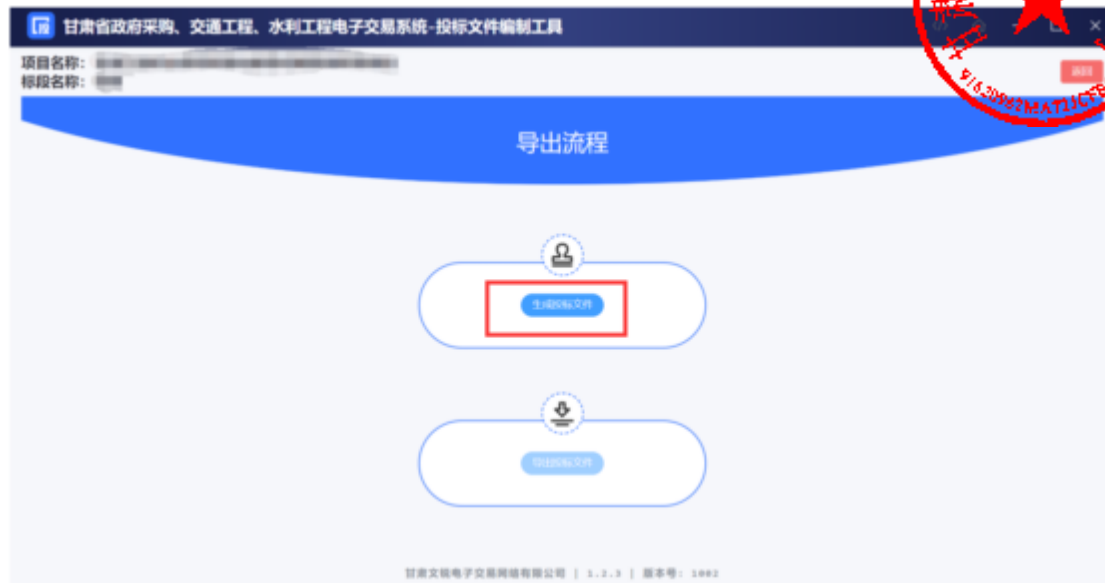 甘肃省政府采购、交通工程、水利工程电子交易系统-投标文件编制工具
项目名称:
标段名称:
返回
导出流程
生成投标文件
导出投标文件
甘肃文锐电子交易网络有限公司 | 1.2.3 | 版本号: 1002